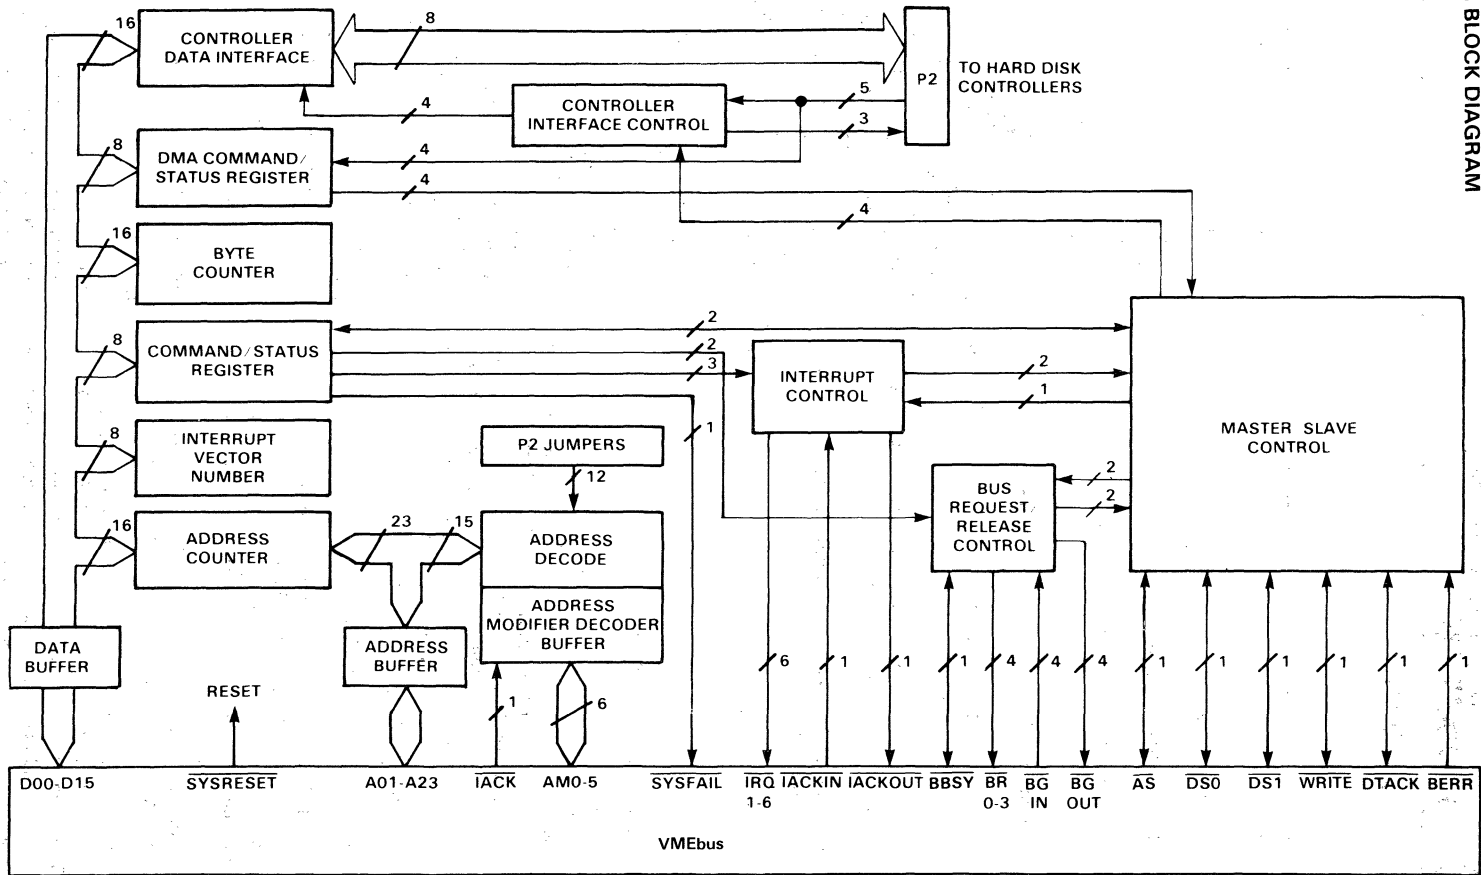 BLOCK DIAGRAM
16
CONTROLLER
DATA INTERFACE
8
P2
TO HARD DISK
CONTROLLERS
4
CONTROLLER
INTERFACE CONTROL
5
3
8
DMA COMMAND/
STATUS REGISTER
4
4
4
16
BYTE
COUNTER
8
COMMAND/STATUS
REGISTER
2
2
3
INTERRUPT
CONTROL
2
1
MASTER SLAVE
CONTROL
1
8
INTERRUPT
VECTOR
NUMBER
P2 JUMPERS
12
BUS
REQUEST/
RELEASE
CONTROL
2
2
16
ADDRESS
COUNTER
23
15
ADDRESS
DECODE
ADDRESS
MODIFIER DECODER
BUFFER
DATA
BUFFER
ADDRESS
BUFFER
RESET
1
6
6
1
1
1
4
4
4
1
1
1
1
1
1
D00-D15
SYSRESET
A01-A23
IACK
AM0-5
SYSFAIL
IRQ
1-6
IACKIN
IACKOUT
BBSY
BR
0-3
BG
IN
BG
OUT
AS
DS0
DS1
WRITE
DTACK
BERR
VMEbus